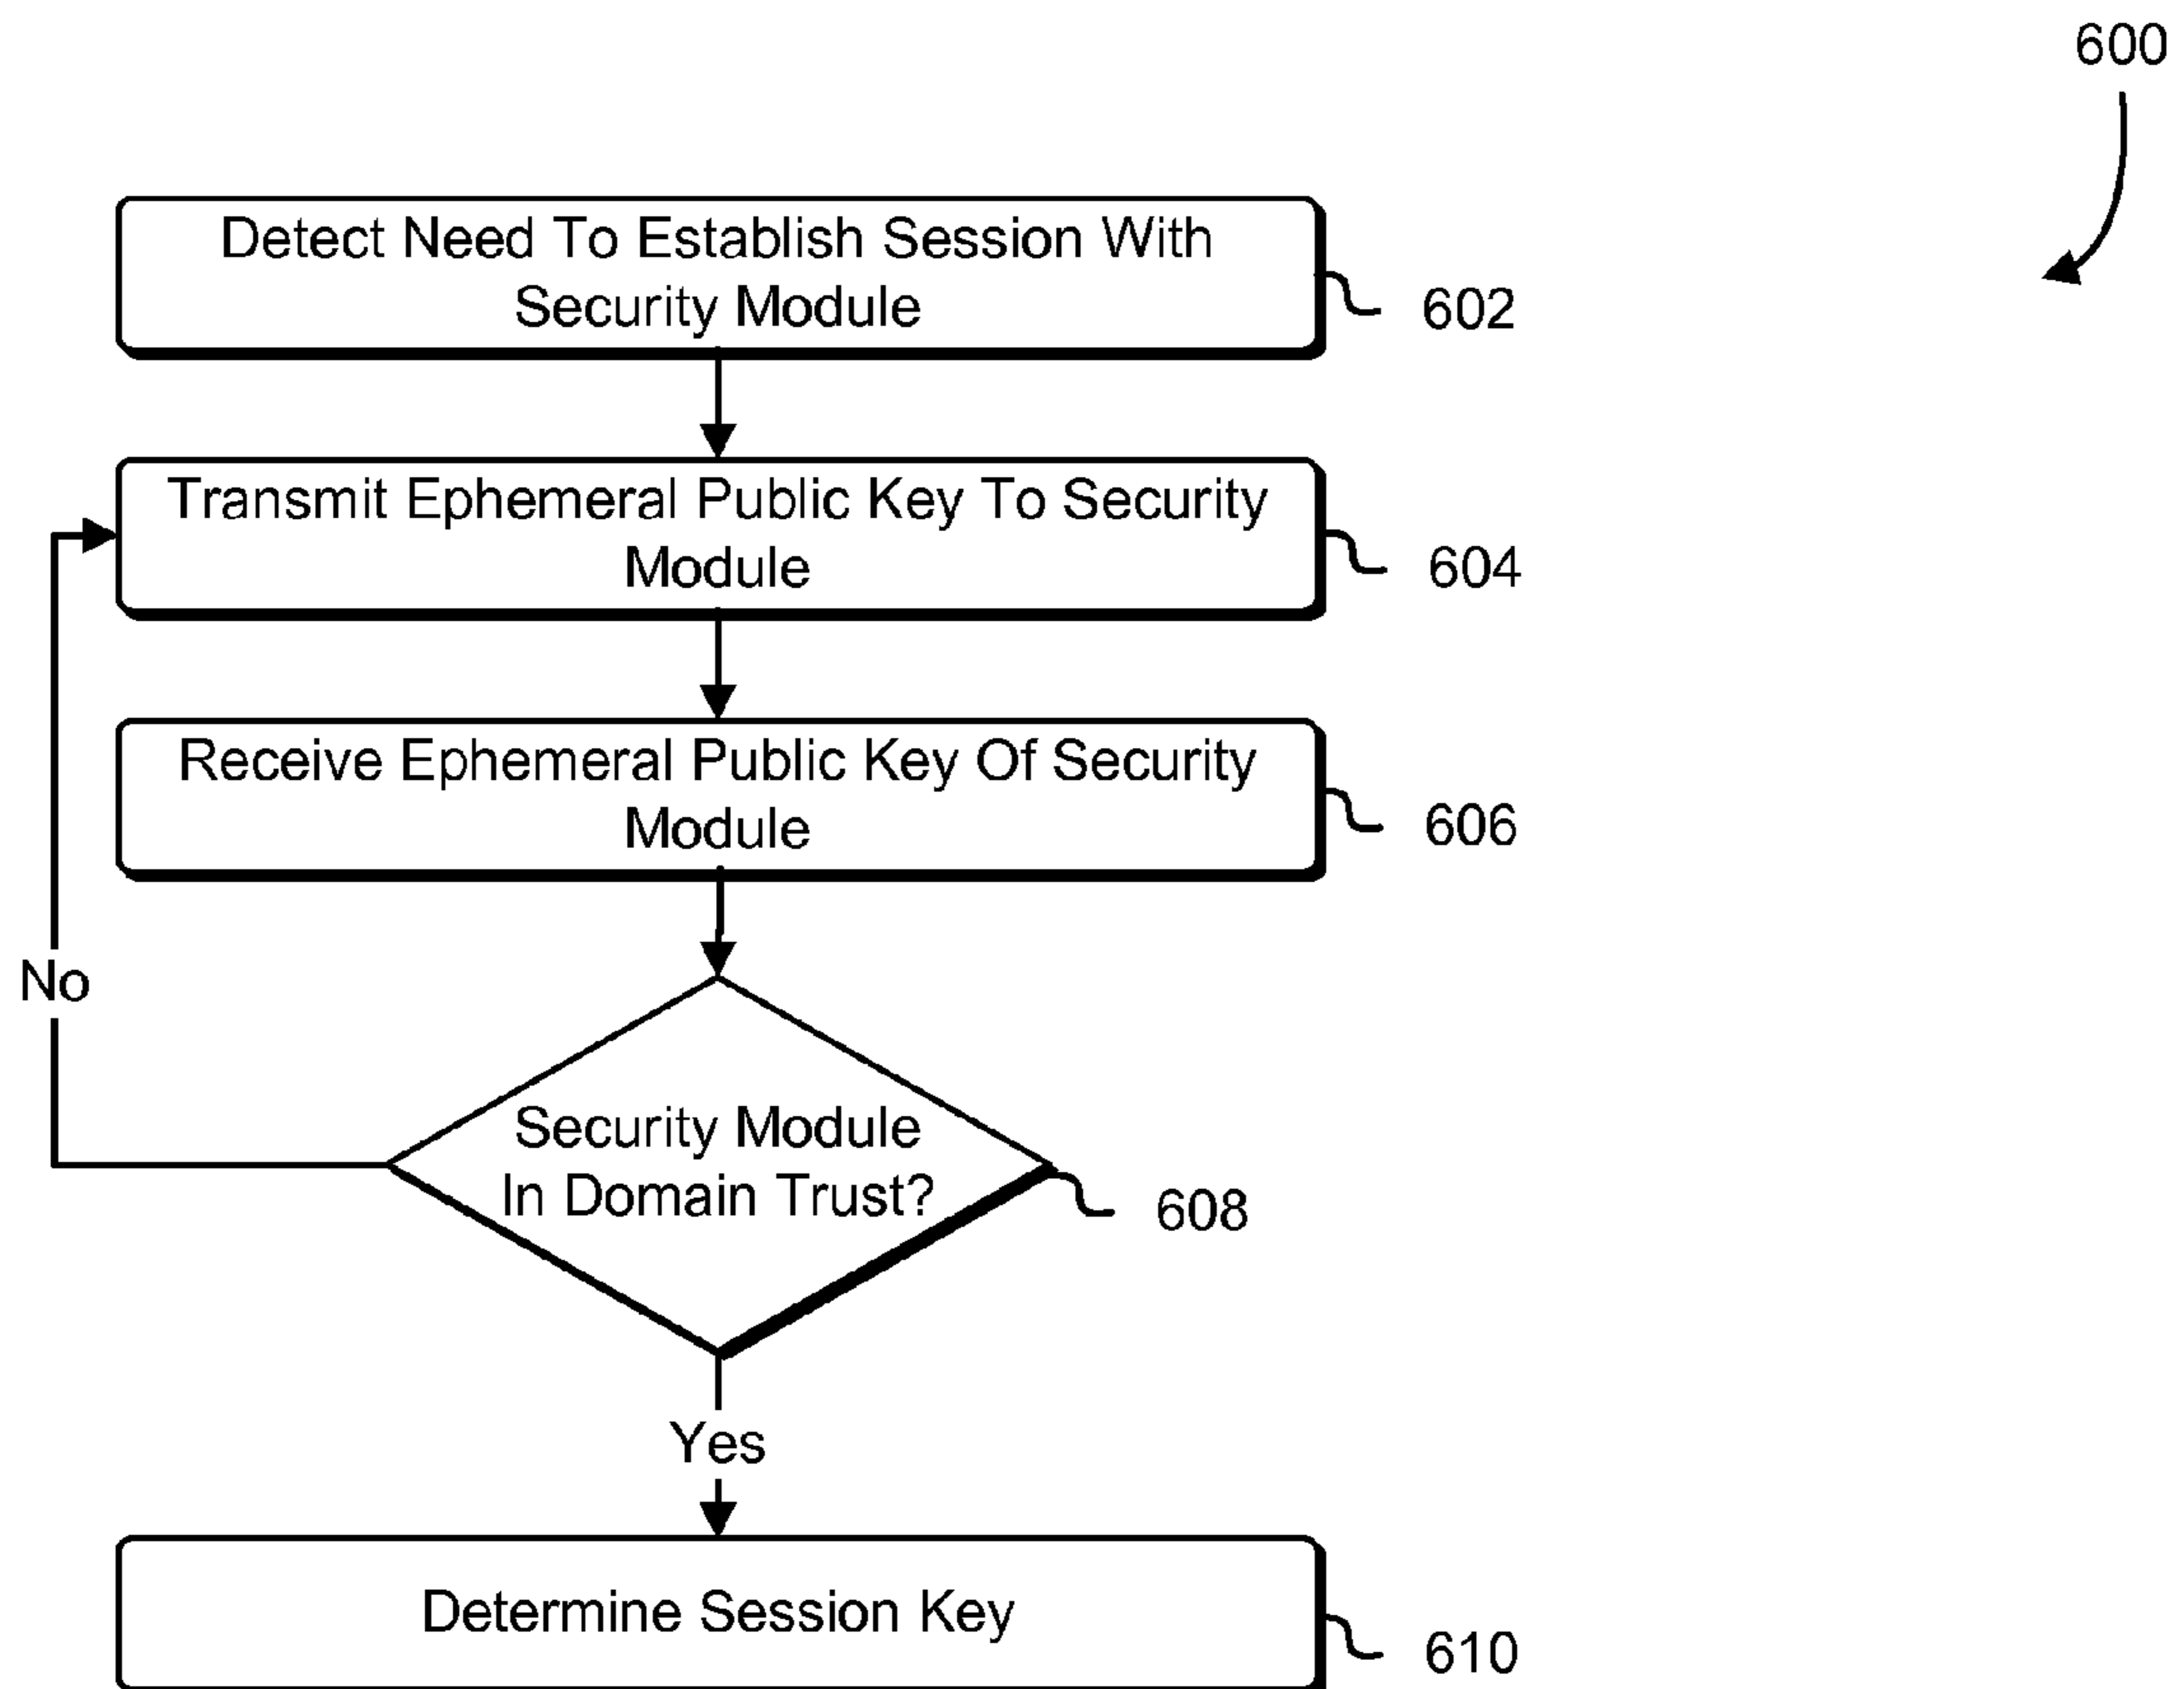 600
Detect Need To Establish Session With
Security Module
602
Transmit Ephemeral Public Key To Security
Module
604
Receive Ephemeral Public Key Of Security
Module
606
No
Security Module
In Domain Trust?
608
Yes
Determine Session Key
610